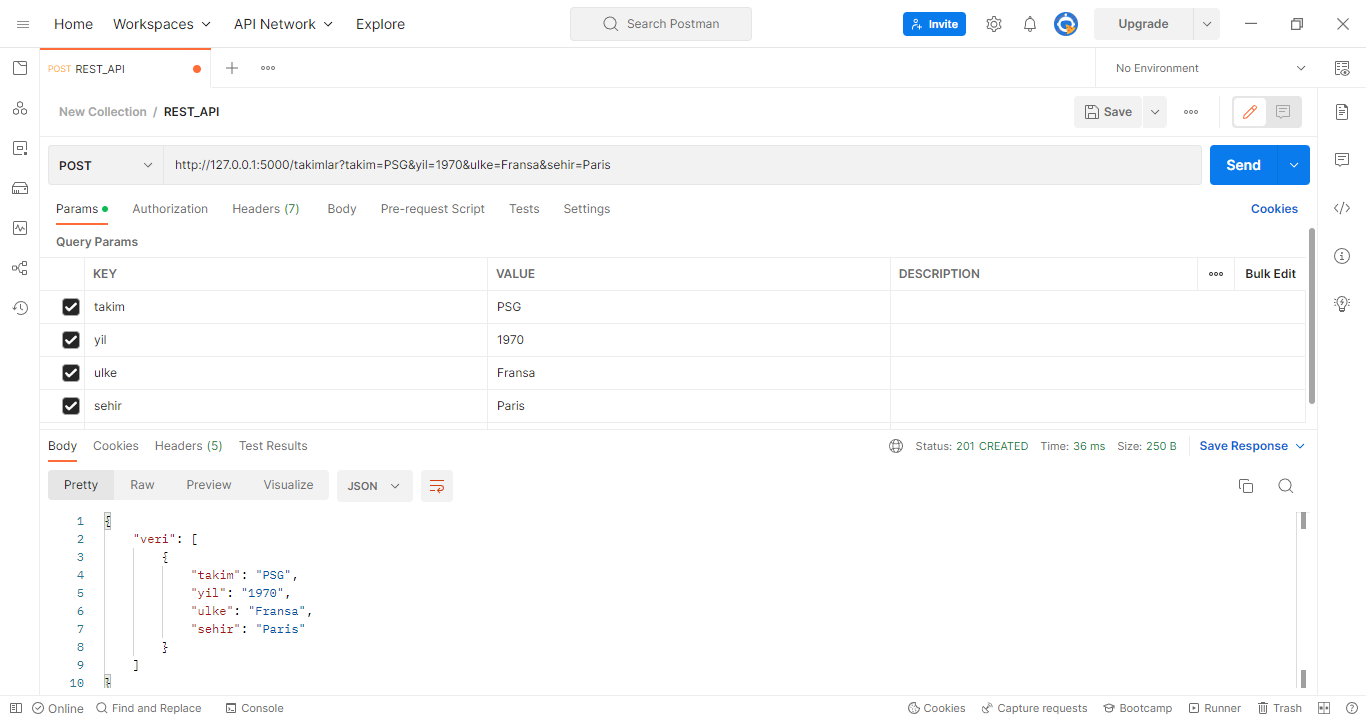 Home Workspaces API Network Explore Search Postman Invite Upgrade
POST REST_API No Environment
New Collection / REST_API Save
POST http://127.0.0.1:5000/takimlar?takim=PSG&yil=1970&ulke=Fransa&sehir=Paris Send
Params Authorization Headers (7) Body Pre-request Script Tests Settings Cookies
Query Params
KEY VALUE DESCRIPTION Bulk Edit
takim PSG
yil 1970
ulke Fransa
sehir Paris
Body Cookies Headers (5) Test Results Status: 201 CREATED Time: 36 ms Size: 250 B Save Response
Pretty Raw Preview Visualize JSON
1 {
2 "veri": [
3 {
4 "takim": "PSG",
5 "yil": "1970",
6 "ulke": "Fransa",
7 "sehir": "Paris"
8 }
9 ]
10 }
Online Find and Replace Console Cookies Capture requests Bootcamp Runner Trash